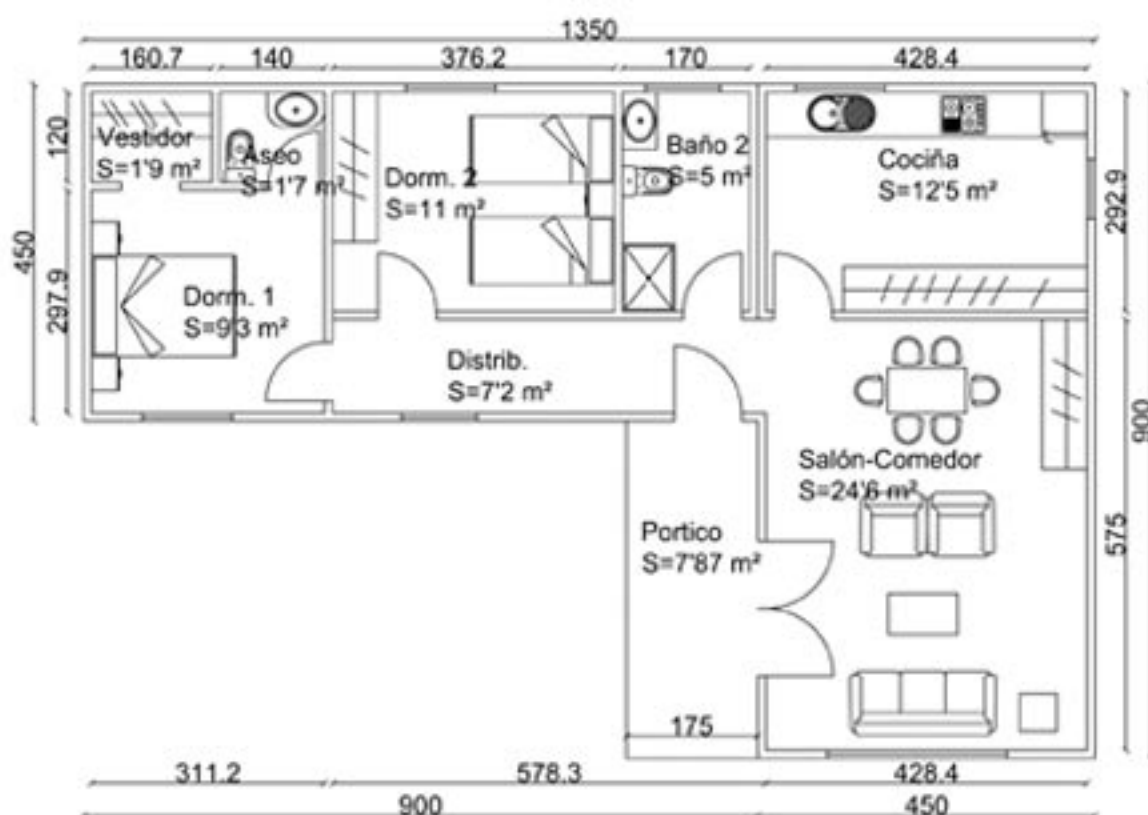 1350
160.7 140 376.2 170 428.4
120
297.9
450
Vestidor
S=1'9 m²
Aseo
S=1'7 m²
Dorm. 2
S=11 m²
Baño 2
S=5 m²
Cociña
S=12'5 m²
292.9
Dorm. 1
S=9'3 m²
Distrib.
S=7'2 m²
Salón-Comedor
S=24'6 m²
900
575
Portico
S=7'87 m²
175
311.2 578.3 428.4
900 450